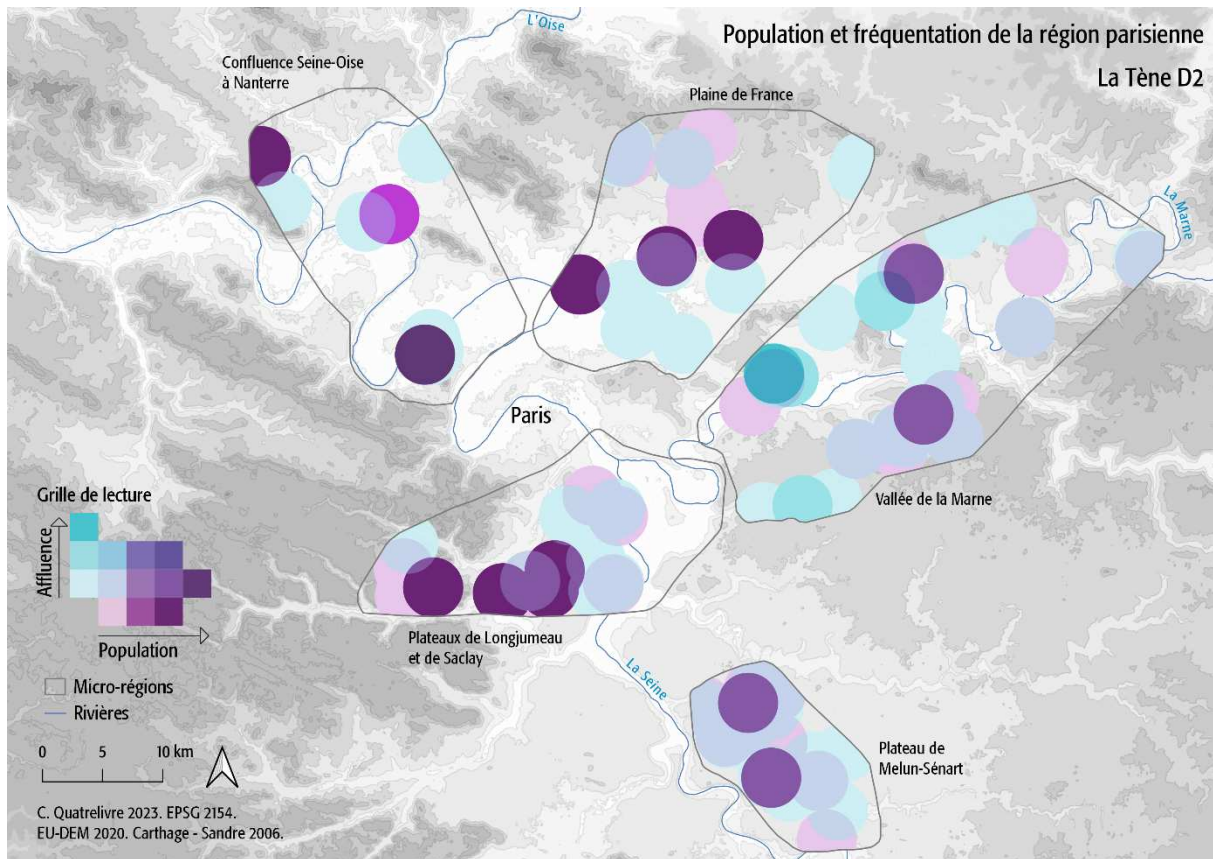 Population et fréquentation de la région parisienne
La Tène D2
L'Oise
Confluence Seine-Oise
à Nanterre
Plaine de France
La Marne
Paris
Vallée de la Marne
Grille de lecture
Affluence
Population
Micro-régions
Rivières
0 5 10 km
Plateaux de Longjumeau
et de Saclay
La Seine
Plateau de
Melun-Sénart
C. Quatrelivre 2023. EPSG 2154.
EU-DEM 2020. Carthage - Sandre 2006.